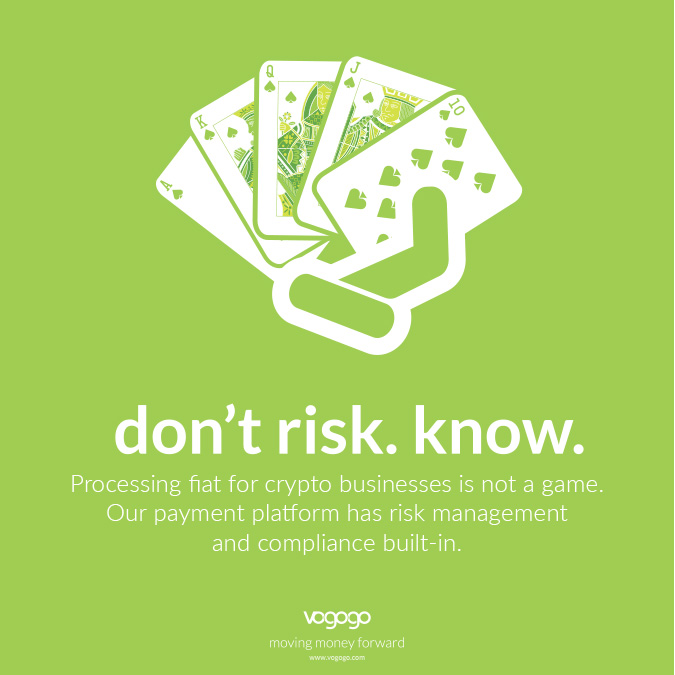 A
K
Q
J
10
don't risk. know.
Processing fiat for crypto businesses is not a game.
Our payment platform has risk management
and compliance built-in.
vogogo
moving money forward
www.vogogo.com